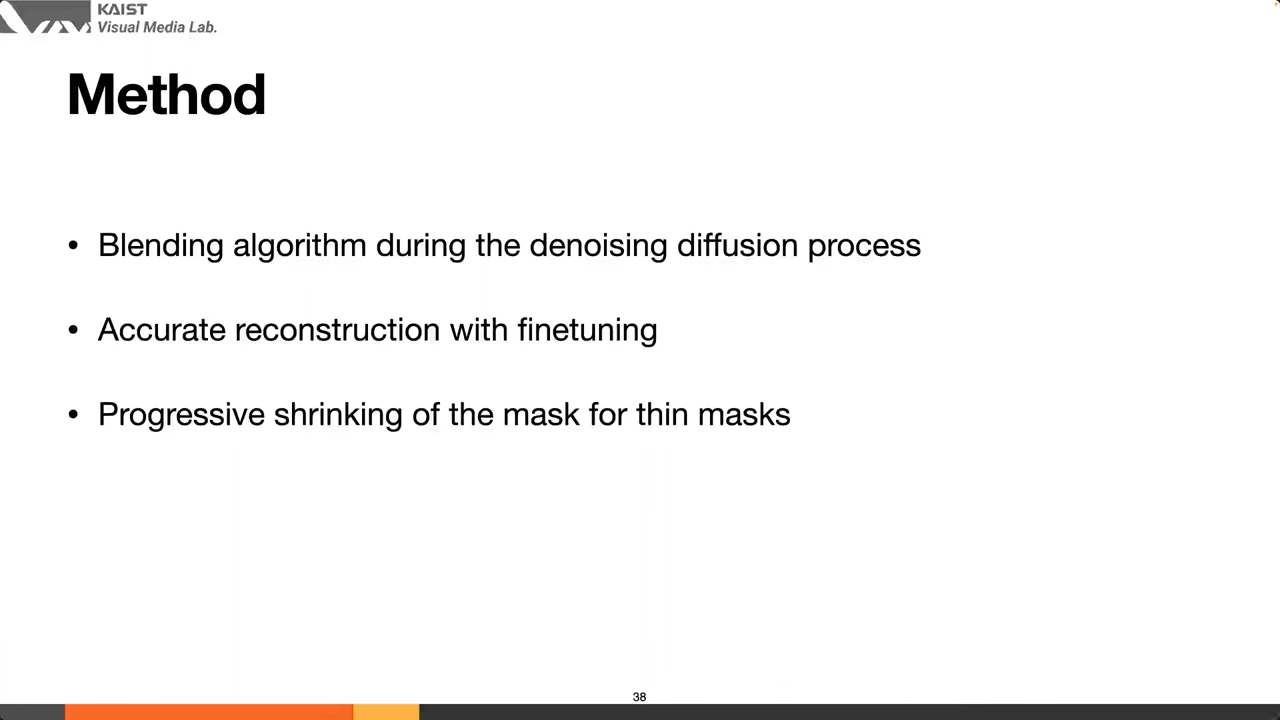 KAIST
Visual Media Lab.
Method
• Blending algorithm during the denoising diffusion process
• Accurate reconstruction with finetuning
• Progressive shrinking of the mask for thin masks
38